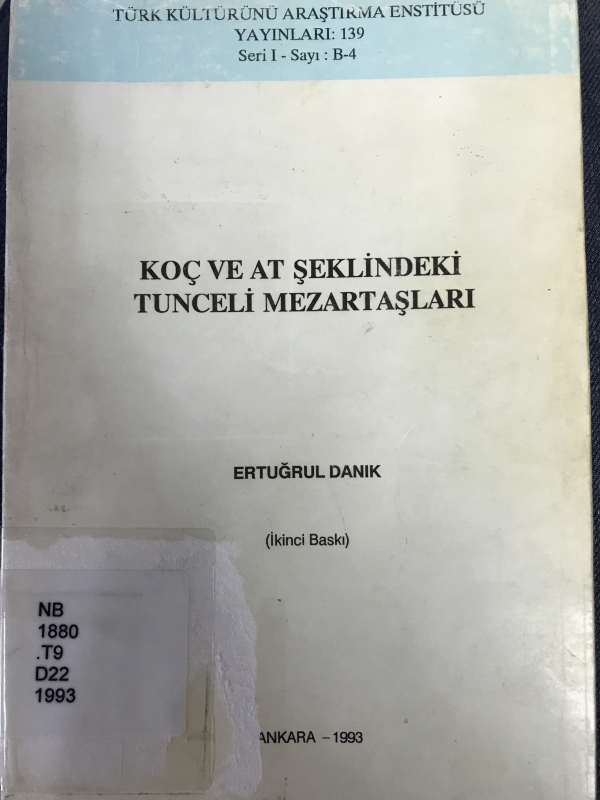 TÜRK KÜLTÜRÜNÜ ARAŞTIRMA ENSTİTÜSÜ
YAYINLARI: 139
Seri I - Sayı : B-4
KOÇ VE AT ŞEKLİNDEKİ
TUNCELİ MEZARTAŞLARI
ERTUĞRUL DANIK
(İkinci Baskı)
NB
1880
.T9
D22
1993
ANKARA – 1993